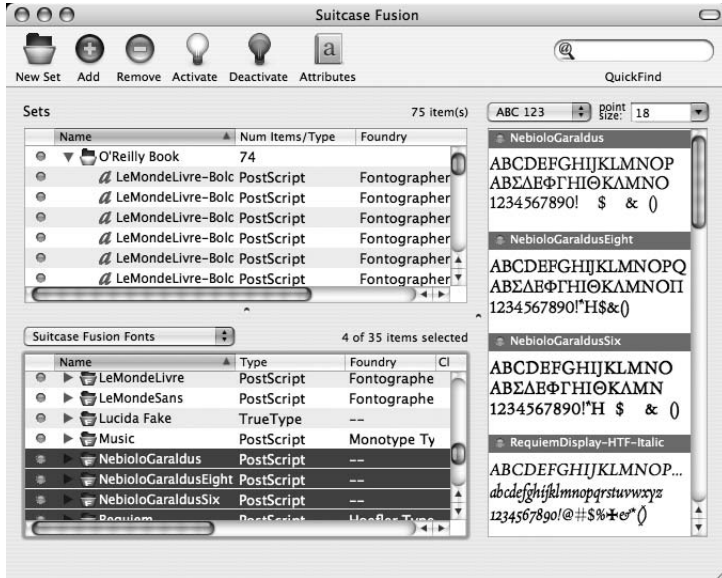 Suitcase Fusion
New Set Add Remove Activate Deactivate Attributes QuickFind
Sets 75 item(s)
Name Num Items/Type Foundry
O'Reilly Book 74
LeMondeLivre-Bolc PostScript Fontographer
LeMondeLivre-Bolc PostScript Fontographer
LeMondeLivre-Bolc PostScript Fontographer
LeMondeLivre-Bolc PostScript Fontographer
LeMondeLivre-Bolc PostScript Fontographer
Suitcase Fusion Fonts 4 of 35 items selected
Name Type Foundry Cl
LeMondeLivre PostScript Fontographe
LeMondeSans PostScript Fontographe
Lucida Fake TrueType --
Music PostScript Monotype Ty
NebioloGaraldus PostScript --
NebioloGaraldusEight PostScript --
NebioloGaraldusSix PostScript --
Requiem PostScript Hoefler Type
ABC 123 point size: 18
NebioloGaraldus
ABCDEFGHIJKLMNOP
ΑΒΣΔΕΦΓΗΙΘΚΛΜΝΟ
1234567890! $ & ()
NebioloGaraldusEight
ABCDEFGHIJKLMNOPQ
ΑΒΣΔΕΦΓΗΙΘΚΛΜΝΟΠ
1234567890!*H$&()
NebioloGaraldusSix
ABCDEFGHIJKLMNO
ΑΒΣΔΕΦΓΗΙΘΚΛΜΝ
1234567890!*H $ & ()
RequiemDisplay-HTF-Italic
ABCDEFGHIJKLMNOP...
abcdefghijklmnopqrstuvwxyz
1234567890!@#$%✠&*()